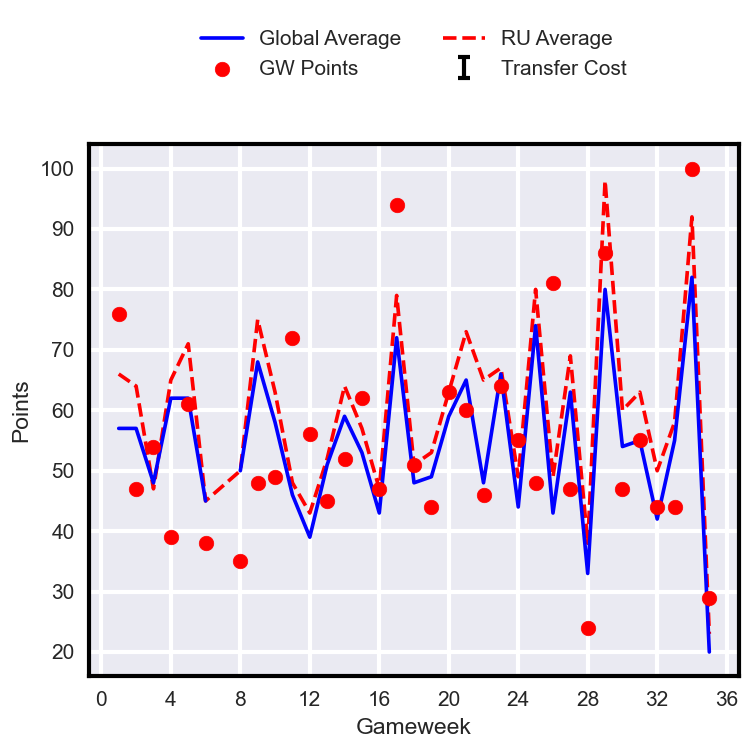 Global Average
RU Average
GW Points
Transfer Cost
100
90
80
70
60
50
40
30
20
Points
0 4 8 12 16 20 24 28 32 36
Gameweek